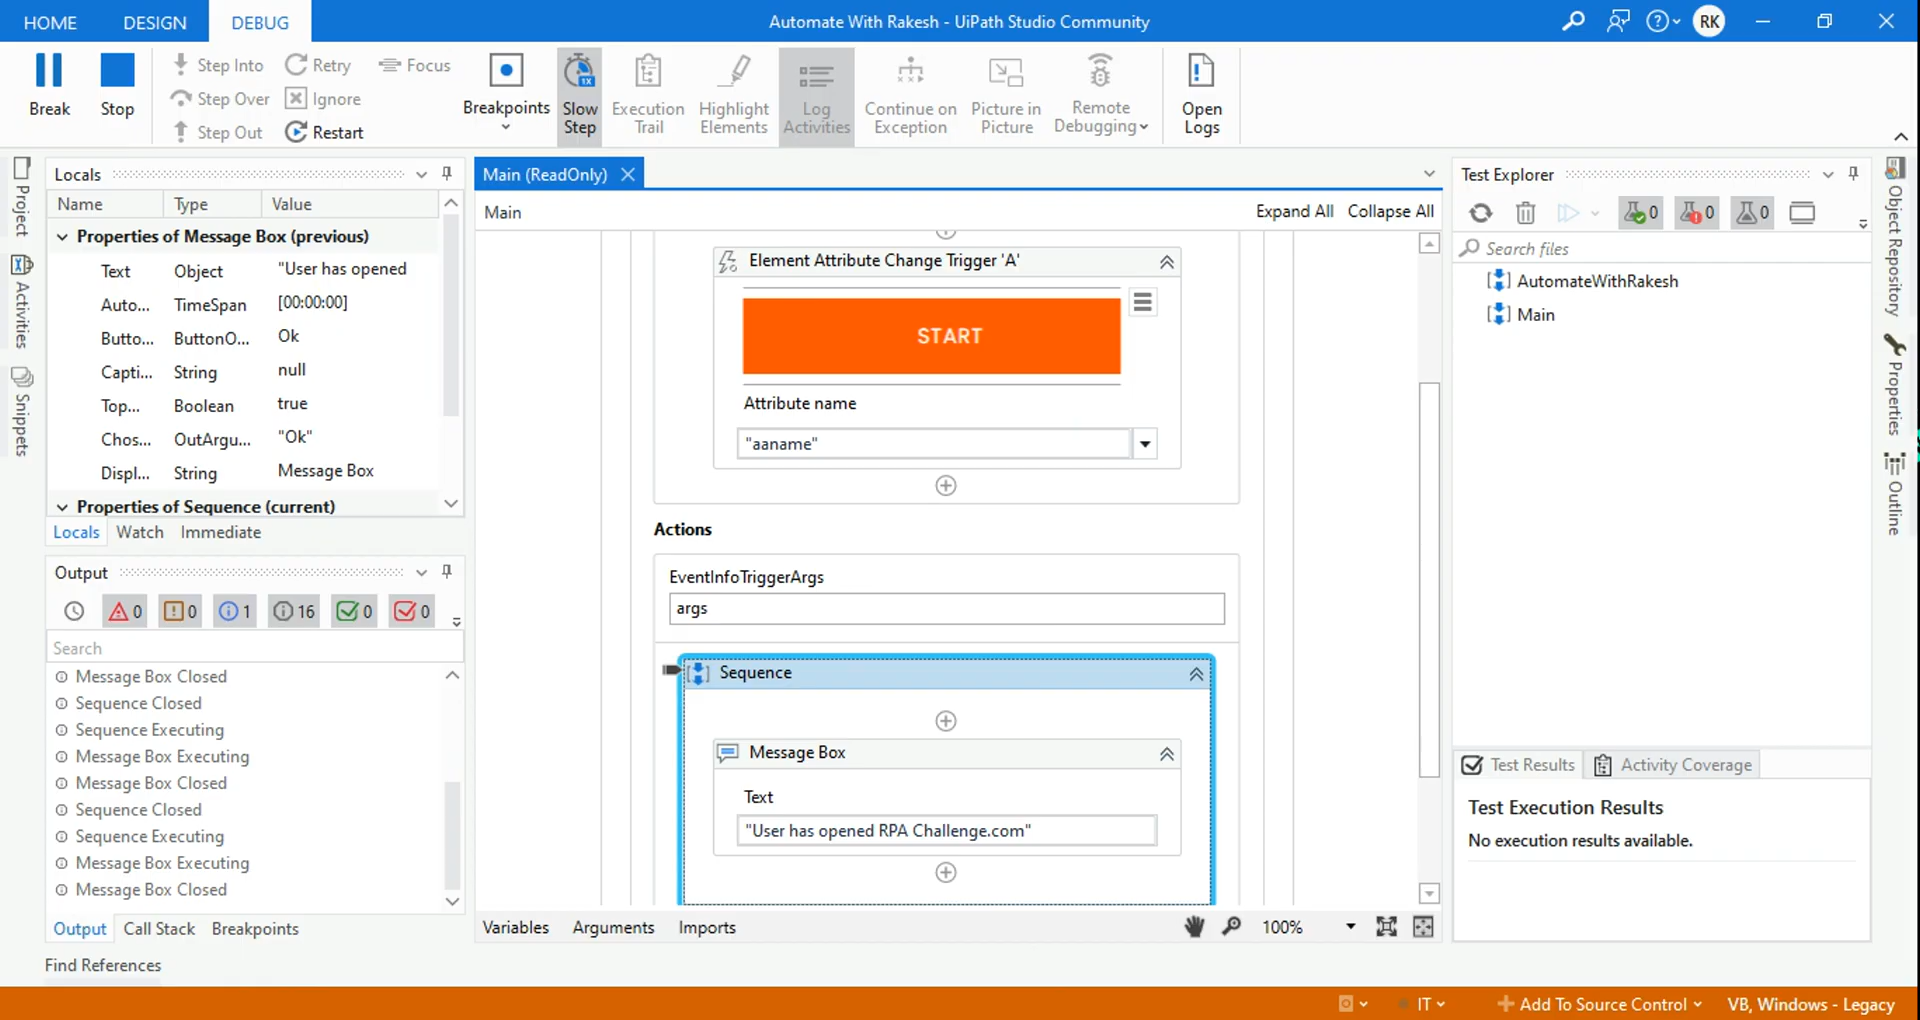 HOME DESIGN DEBUG Automate With Rakesh - UiPath Studio Community RK
Break Stop
Step Into Retry Focus
Step Over Ignore
Step Out Restart
Breakpoints
Slow
Step
Execution
Trail
Highlight
Elements
Log
Activities
Continue on
Exception
Picture in
Picture
Remote
Debugging
Open
Logs
Project
Activities
Snippets
Locals
Name Type Value
Properties of Message Box (previous)
Text Object "User has opened
Auto... TimeSpan [00:00:00]
Butto... ButtonO... Ok
Capti... String null
Top... Boolean true
Chos... OutArgu... "Ok"
Displ... String Message Box
Properties of Sequence (current)
Locals Watch Immediate
Output
0 0 1 16 0 0
Search
Message Box Closed
Sequence Closed
Sequence Executing
Message Box Executing
Message Box Closed
Sequence Closed
Sequence Executing
Message Box Executing
Message Box Closed
Output Call Stack Breakpoints
Find References
Main (ReadOnly)
Main Expand All Collapse All
Element Attribute Change Trigger 'A'
START
Attribute name
"aaname"
Actions
EventInfoTriggerArgs
args
Sequence
Message Box
Text
"User has opened RPA Challenge.com"
Variables Arguments Imports 100%
Test Explorer
0 0 0
Search files
AutomateWithRakesh
Main
Test Results Activity Coverage
Test Execution Results
No execution results available.
Object Repository
Properties
Outline
IT Add To Source Control VB, Windows - Legacy